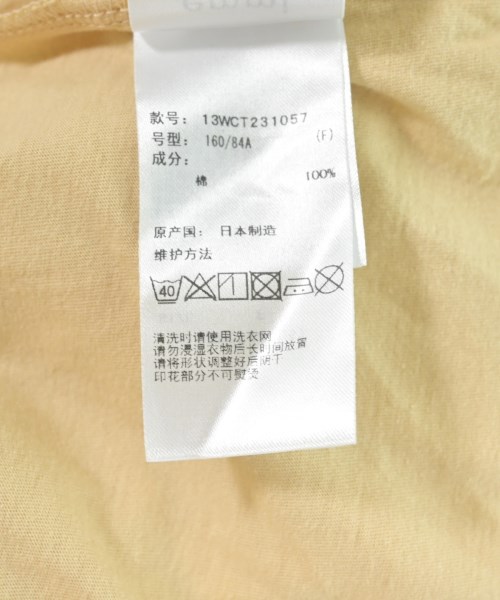 emmi
款号： 13WCT231057
号型： 160/84A (F)
成分：
棉 100%
原产国： 日本制造
维护方法
40
清洗时请使用洗衣网
请勿浸湿衣物后长时间放置
请将形状调整好后阴干
印花部分不可熨烫